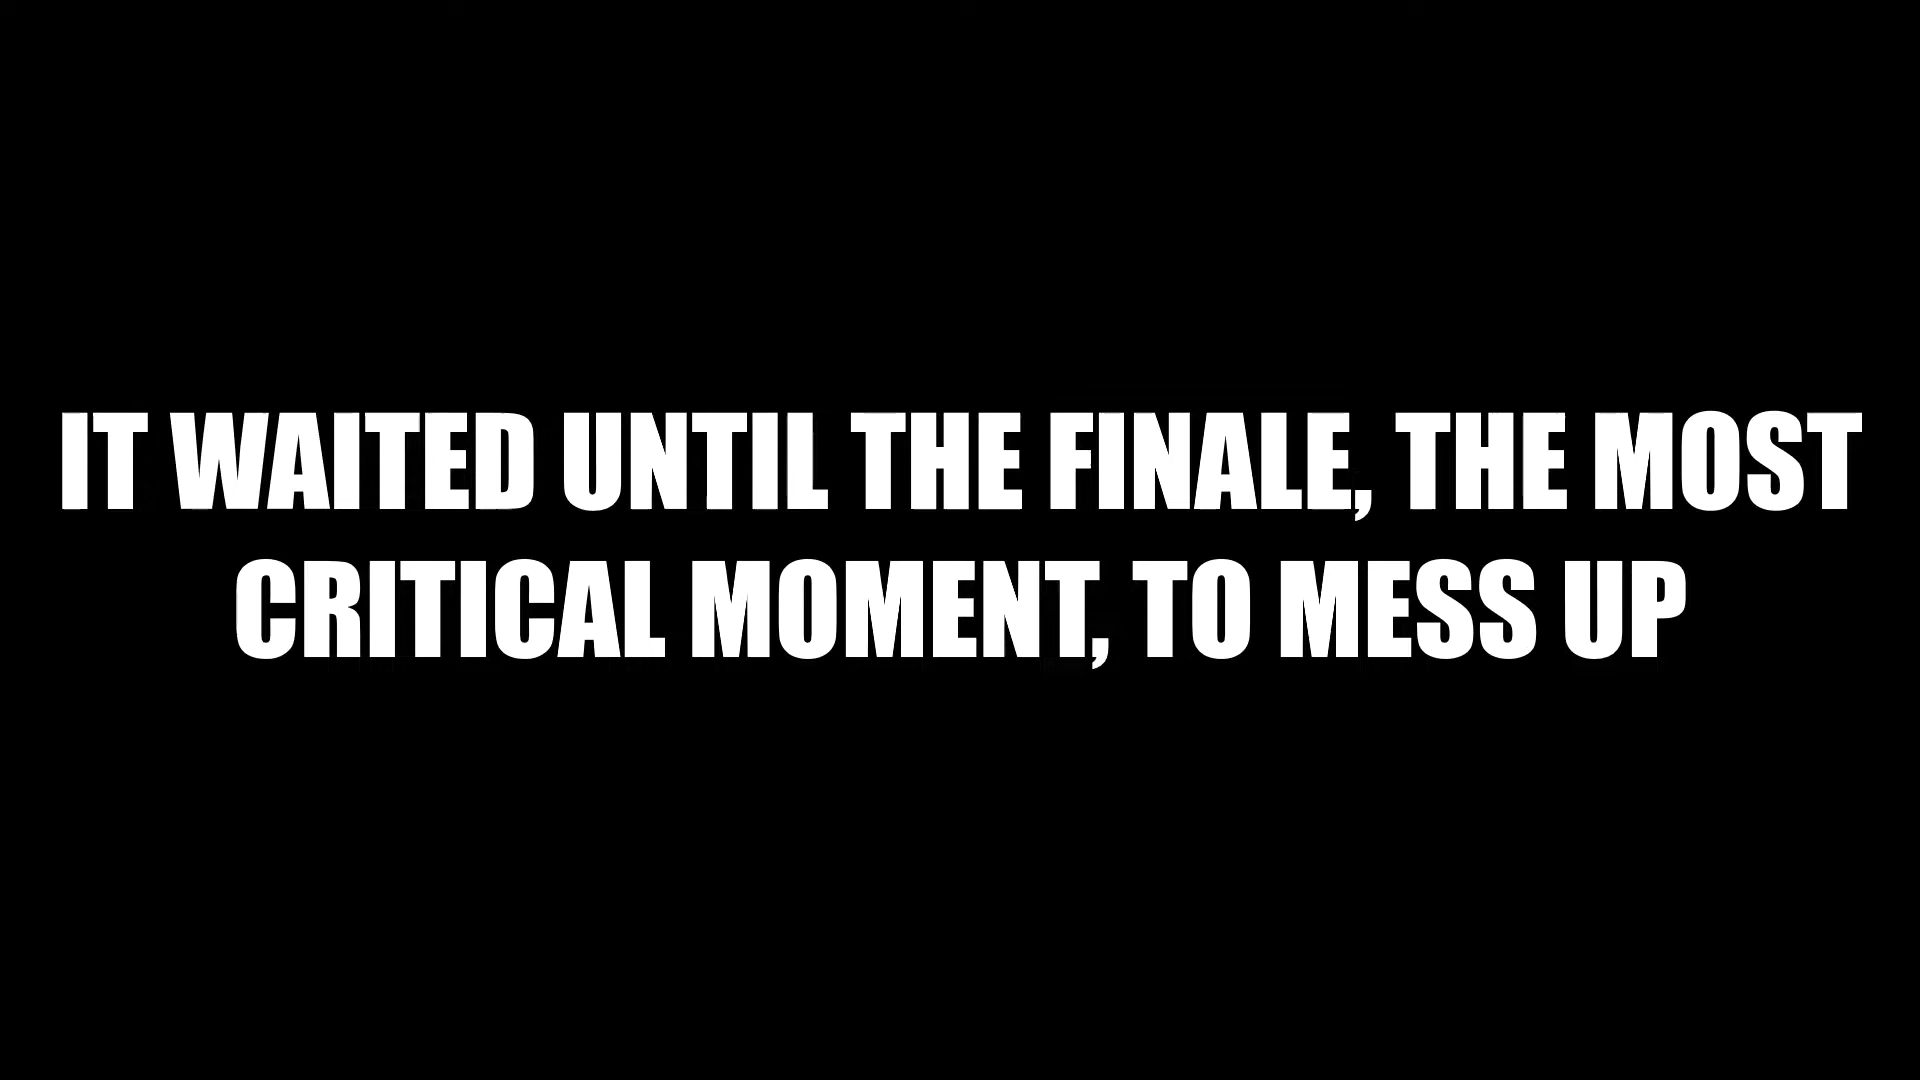 IT WAITED UNTIL THE FINALE, THE MOST
CRITICAL MOMENT, TO MESS UP